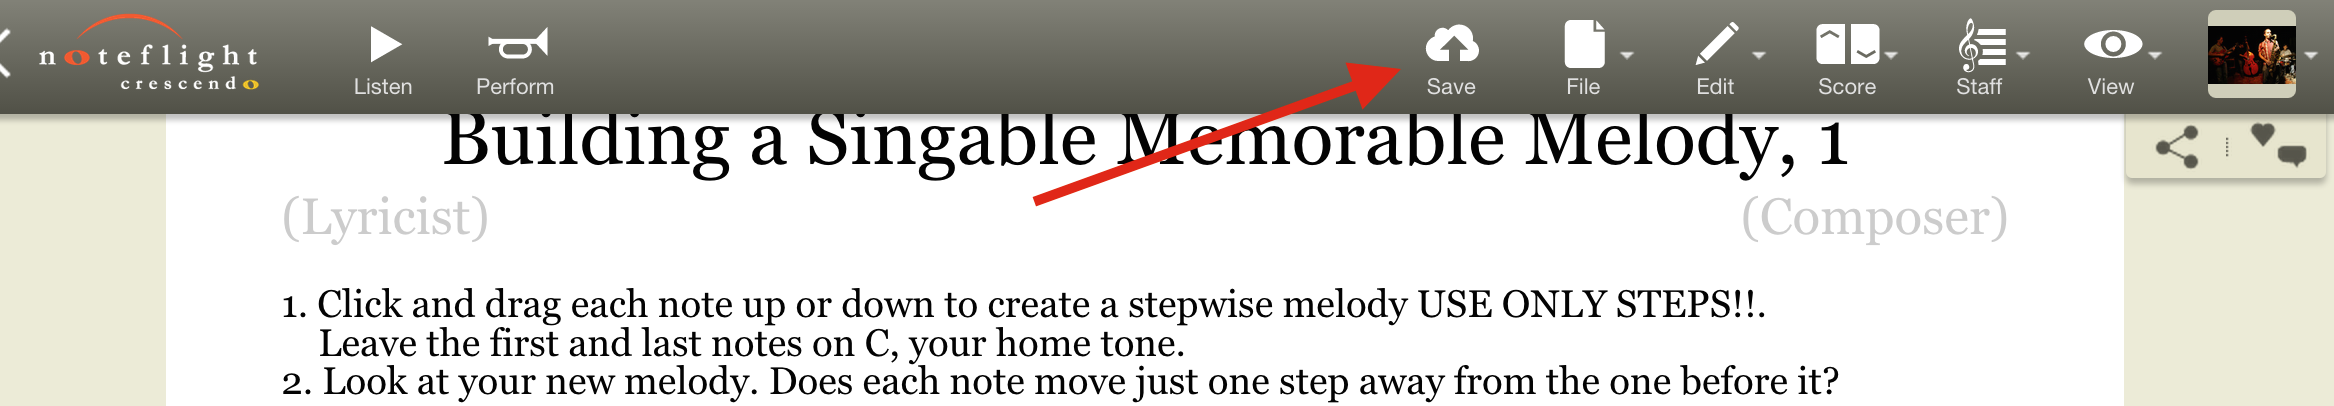 noteflight
crescendo
Listen
Perform
Save
File
Edit
Score
Staff
View
Building a Singable Memorable Melody, 1
(Lyricist)
(Composer)
1. Click and drag each note up or down to create a stepwise melody USE ONLY STEPS!!.
Leave the first and last notes on C, your home tone.
2. Look at your new melody. Does each note move just one step away from the one before it?